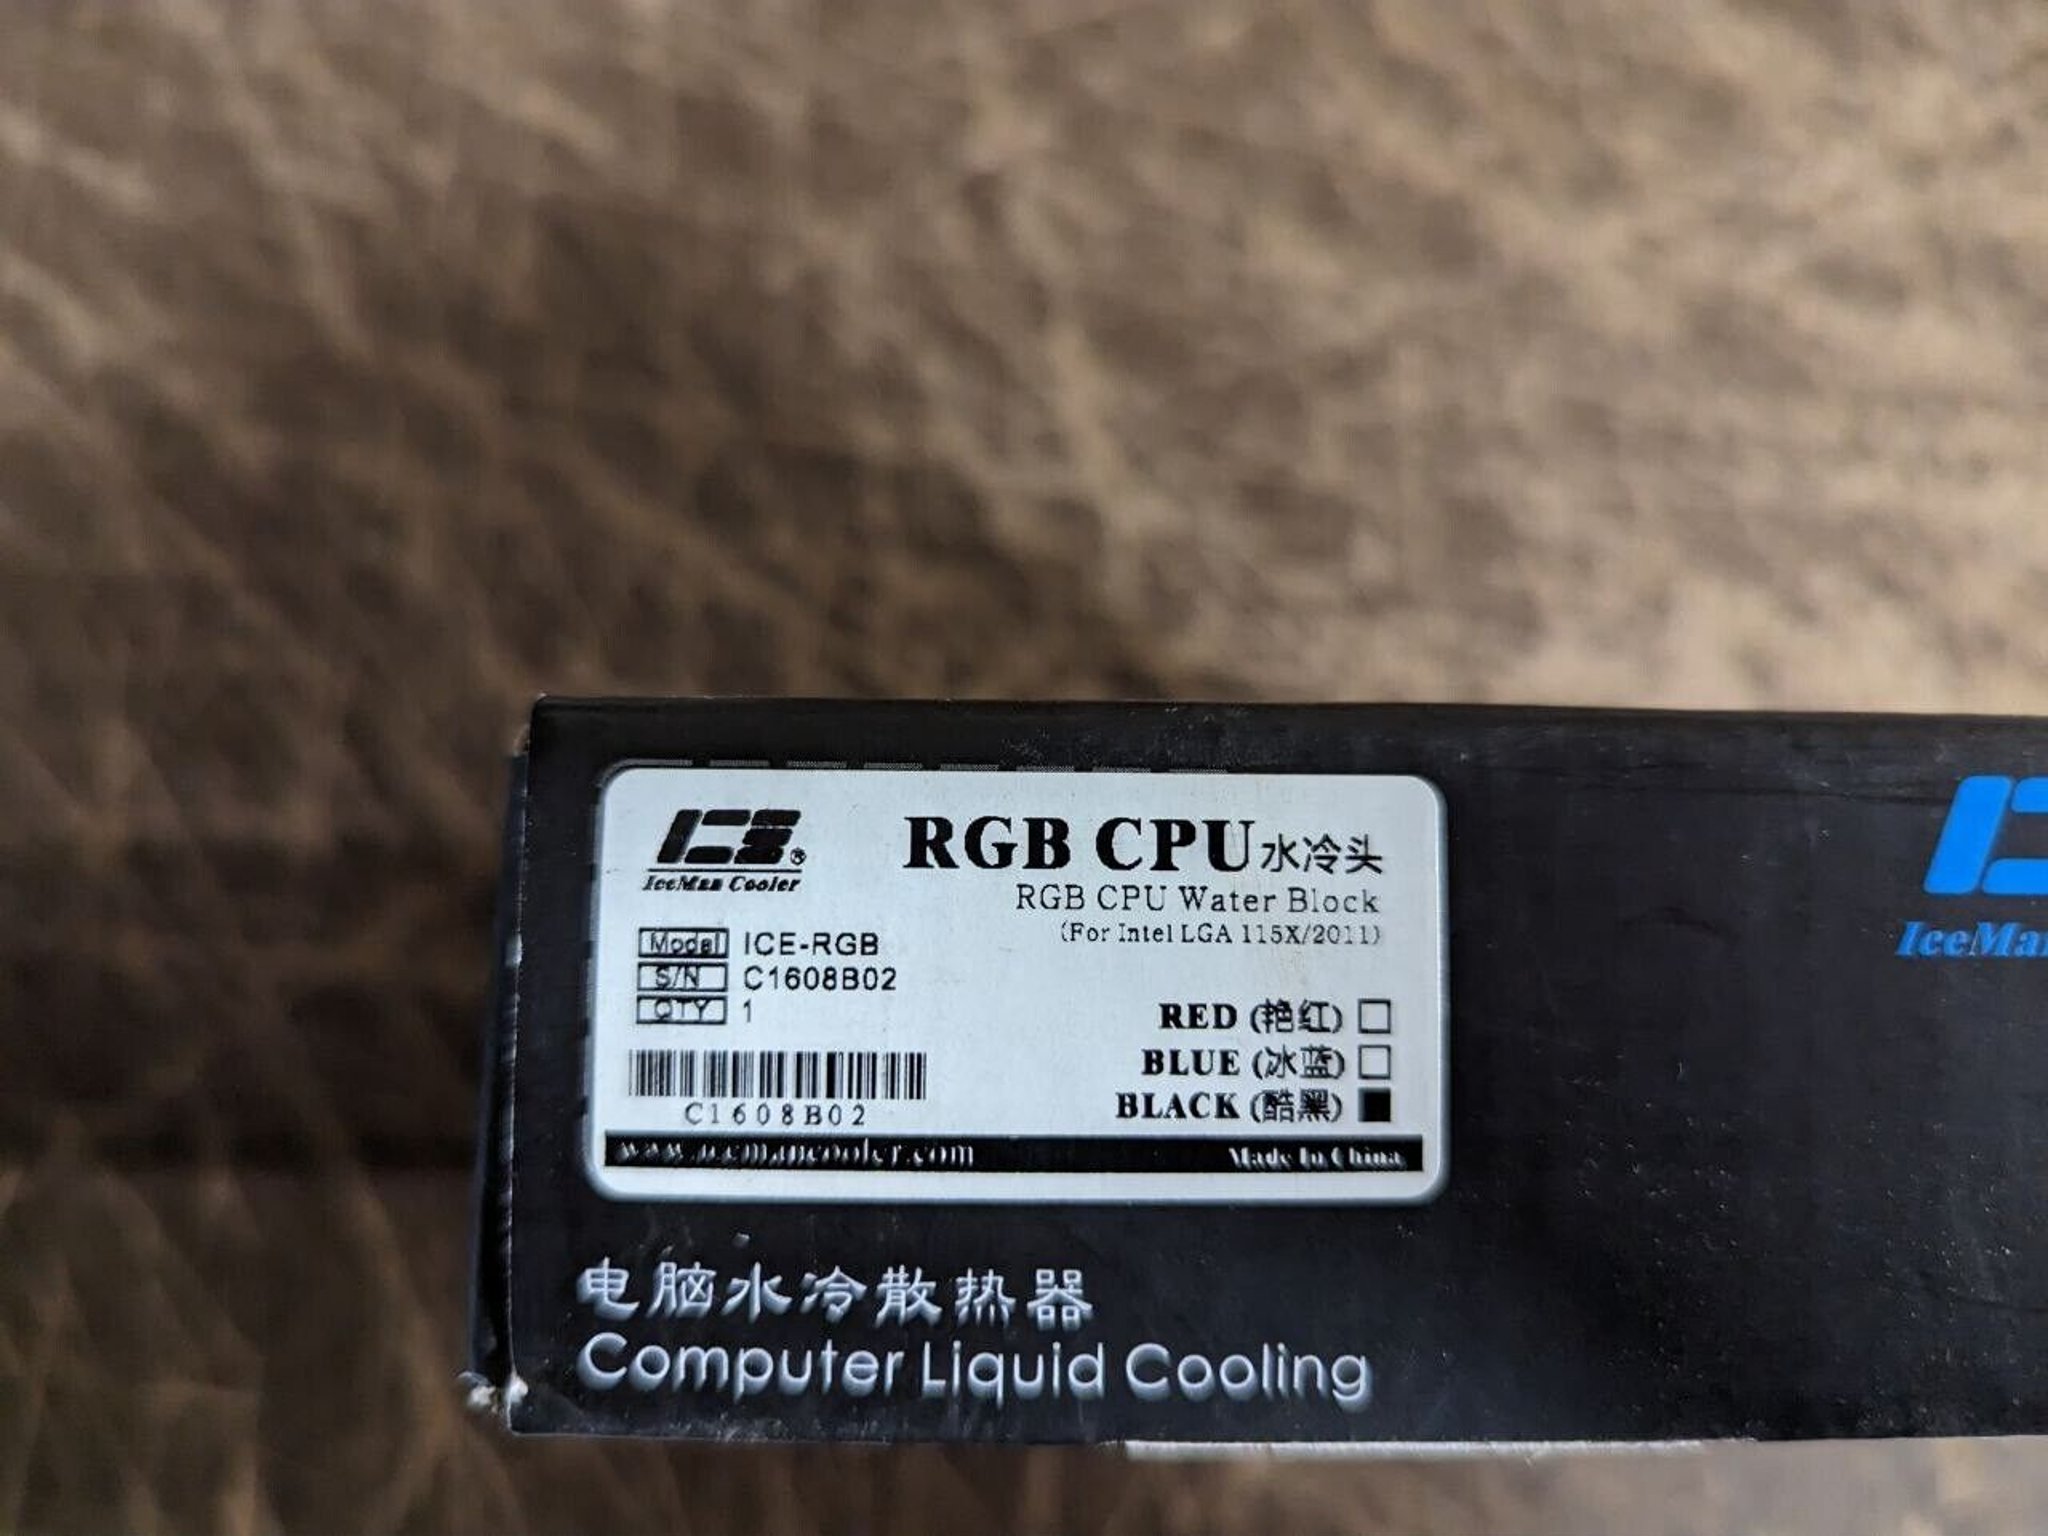 ICE®
IceMan Cooler
RGB CPU水冷头
RGB CPU Water Block
(For Intel LGA 115X/2011)
Model ICE-RGB
S/N C1608B02
QTY 1
RED (艳红)
BLUE (冰蓝)
BLACK (酷黑)
C1608B02
www.icemancooler.com Made In China
电脑水冷散热器
Computer Liquid Cooling
IceMan